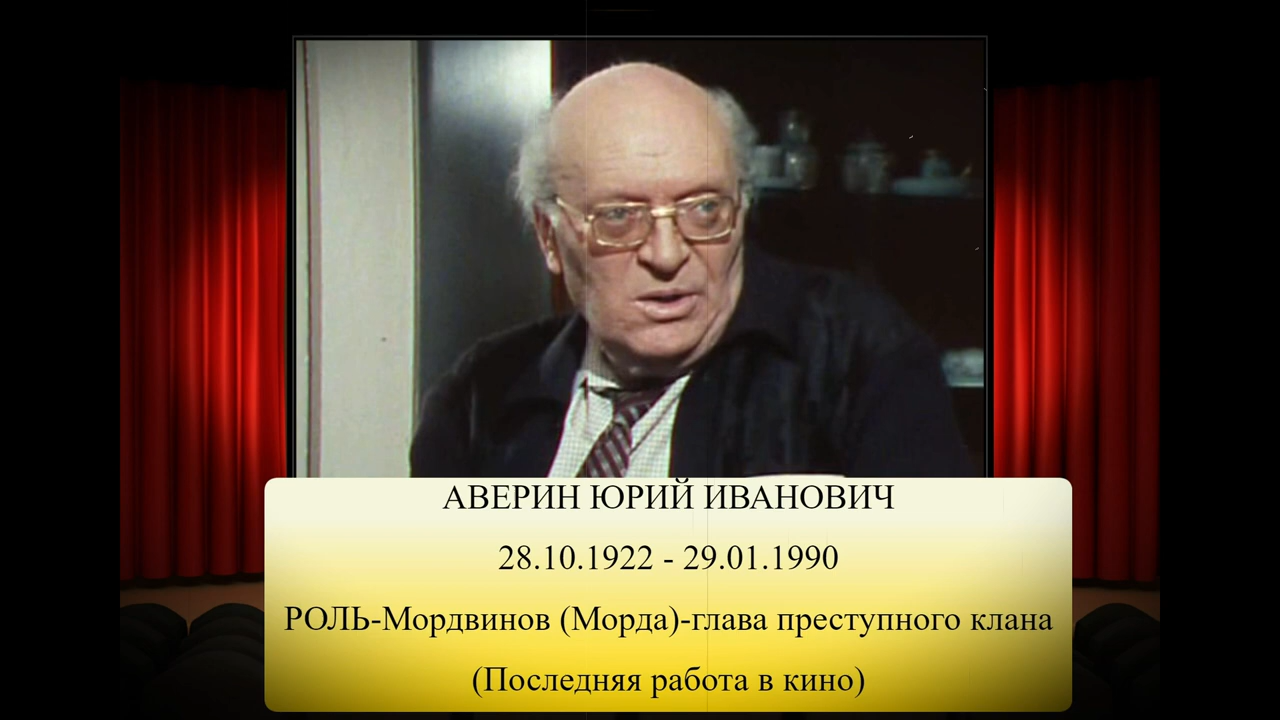 АВЕРИН ЮРИЙ ИВАНОВИЧ
28.10.1922 - 29.01.1990
РОЛЬ-Мордвинов (Морда)-глава преступного клана
(Последняя работа в кино)